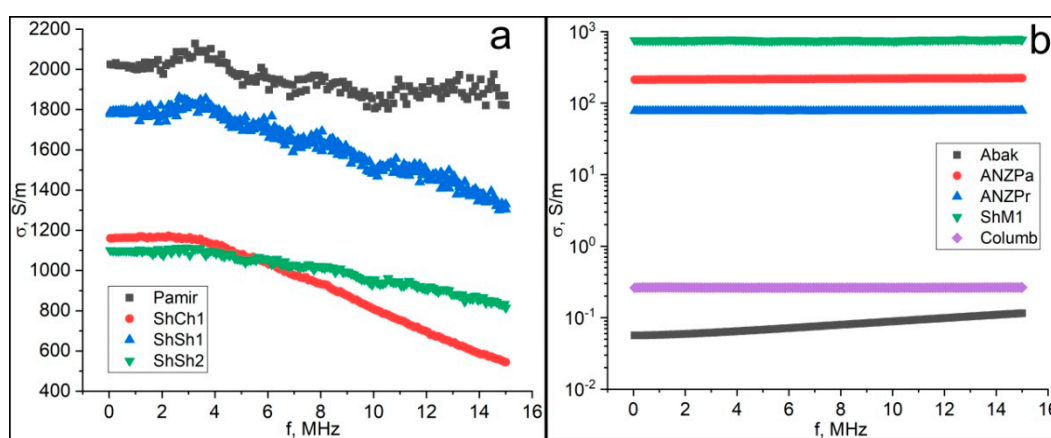 a
2200
2000
1800
1600
1400
1200
1000
800
600
400
σ, S/m
Pamir
ShCh1
ShSh1
ShSh2
0 2 4 6 8 10 12 14 16
f, MHz
b
10³
10²
10¹
10⁰
10⁻¹
10⁻²
σ, S/m
Abak
ANZPa
ANZPr
ShM1
Columb
0 2 4 6 8 10 12 14 16
f, MHz